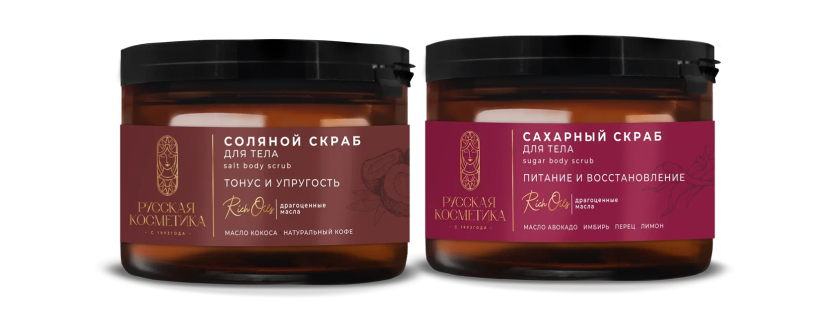 СОЛЯНОЙ СКРАБ
ДЛЯ ТЕЛА
salt body scrub
ТОНУС И УПРУГОСТЬ
Rich Oils
драгоценные
масла
РУССКАЯ
КОСМЕТИКА
МАСЛО КОКОСА НАТУРАЛЬНЫЙ КОФЕ
САХАРНЫЙ СКРАБ
ДЛЯ ТЕЛА
sugar body scrub
ПИТАНИЕ И ВОССТАНОВЛЕНИЕ
Rich Oils
драгоценные
масла
РУССКАЯ
КОСМЕТИКА
МАСЛО АВОКАДО ИМБИРЬ ПЕРЕЦ ЛИМОН